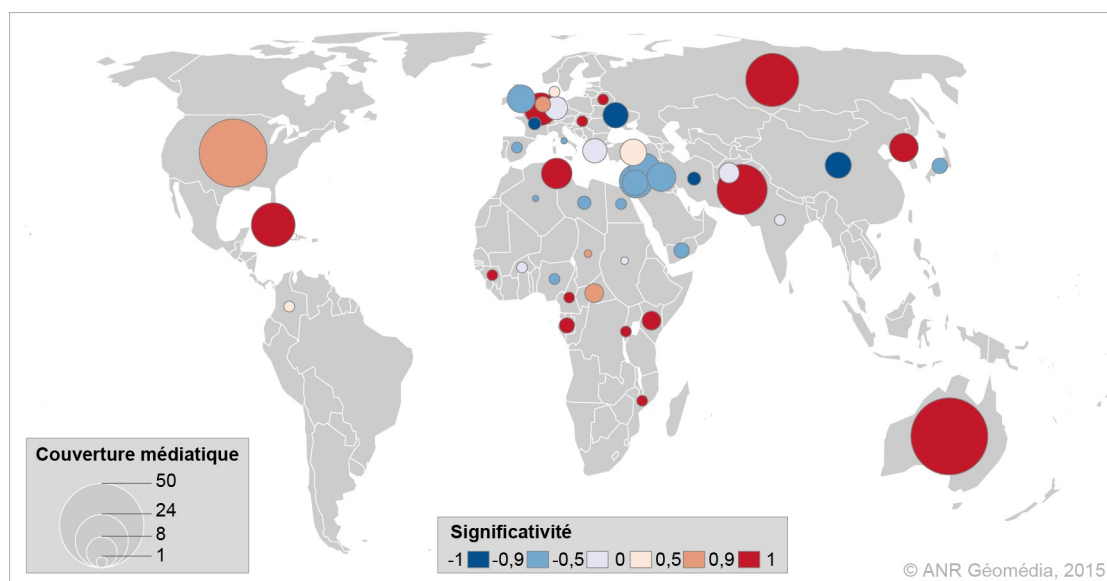 Couverture médiatique
50
24
8
1
Significativité
-1 -0,9 -0,5 0 0,5 0,9 1
© ANR Géomédia, 2015